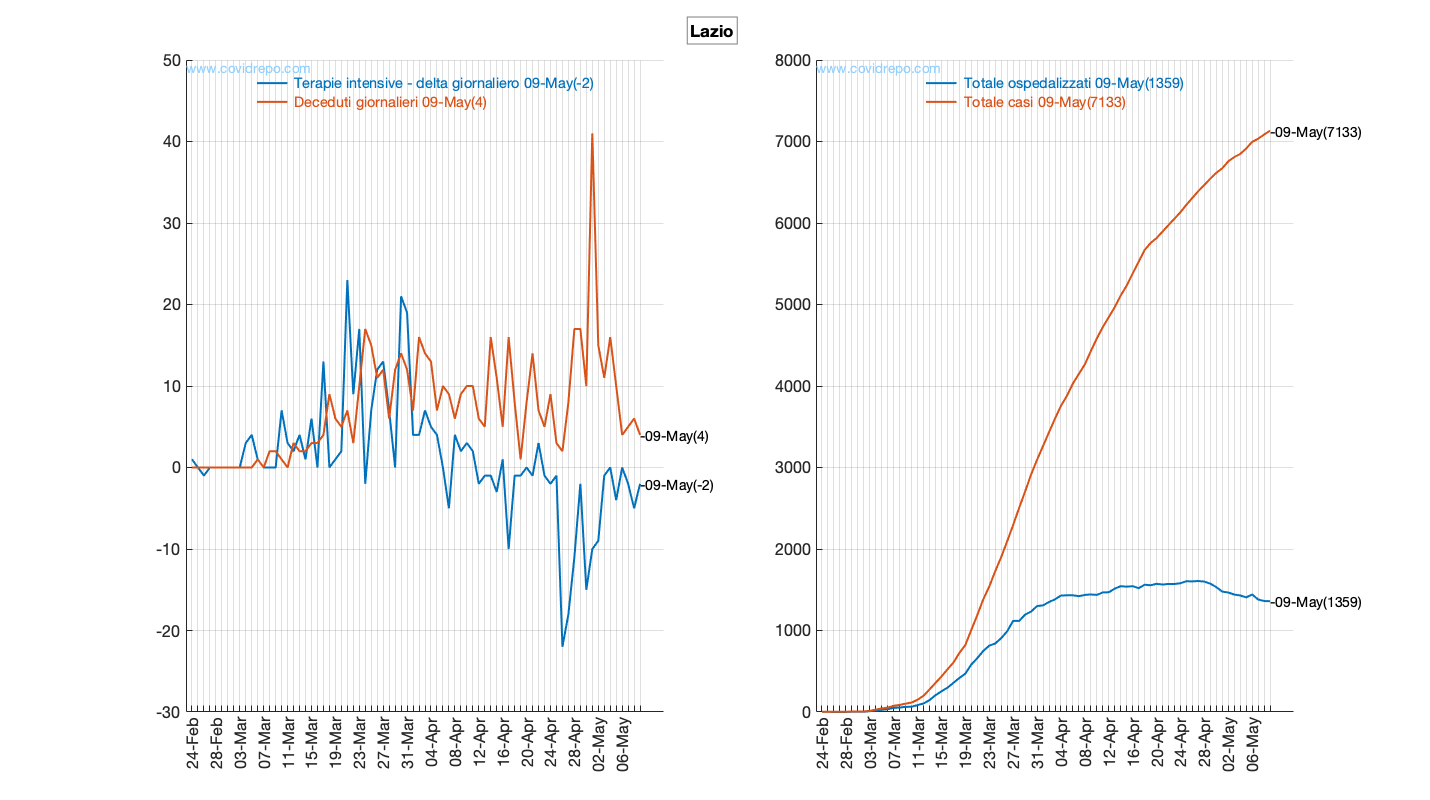 Lazio
50
40
30
20
10
0
-10
-20
-30
www.covidrepo.com
Terapie intensive - delta giornaliero 09-May(-2)
Deceduti giornalieri 09-May(4)
-09-May(4)
-09-May(-2)
24-Feb
28-Feb
03-Mar
07-Mar
11-Mar
15-Mar
19-Mar
23-Mar
27-Mar
31-Mar
04-Apr
08-Apr
12-Apr
16-Apr
20-Apr
24-Apr
28-Apr
02-May
06-May
8000
7000
6000
5000
4000
3000
2000
1000
0
www.covidrepo.com
Totale ospedalizzati 09-May(1359)
Totale casi 09-May(7133)
-09-May(7133)
-09-May(1359)
24-Feb
28-Feb
03-Mar
07-Mar
11-Mar
15-Mar
19-Mar
23-Mar
27-Mar
31-Mar
04-Apr
08-Apr
12-Apr
16-Apr
20-Apr
24-Apr
28-Apr
02-May
06-May